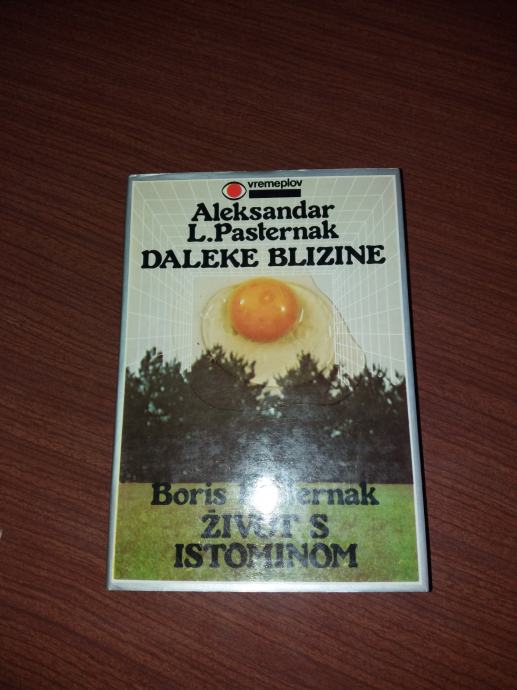 vremeplov
Aleksandar
L.Pasternak
DALEKE BLIZINE
Boris
ŽIVOT S
ISTOMINOM